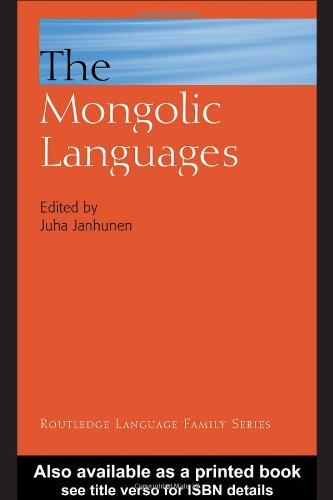 The
Mongolic
Languages
Edited by
Juha Janhunen
ROUTLEDGE LANGUAGE FAMILY SERIES
Also available as a printed book
see title verso for ISBN details